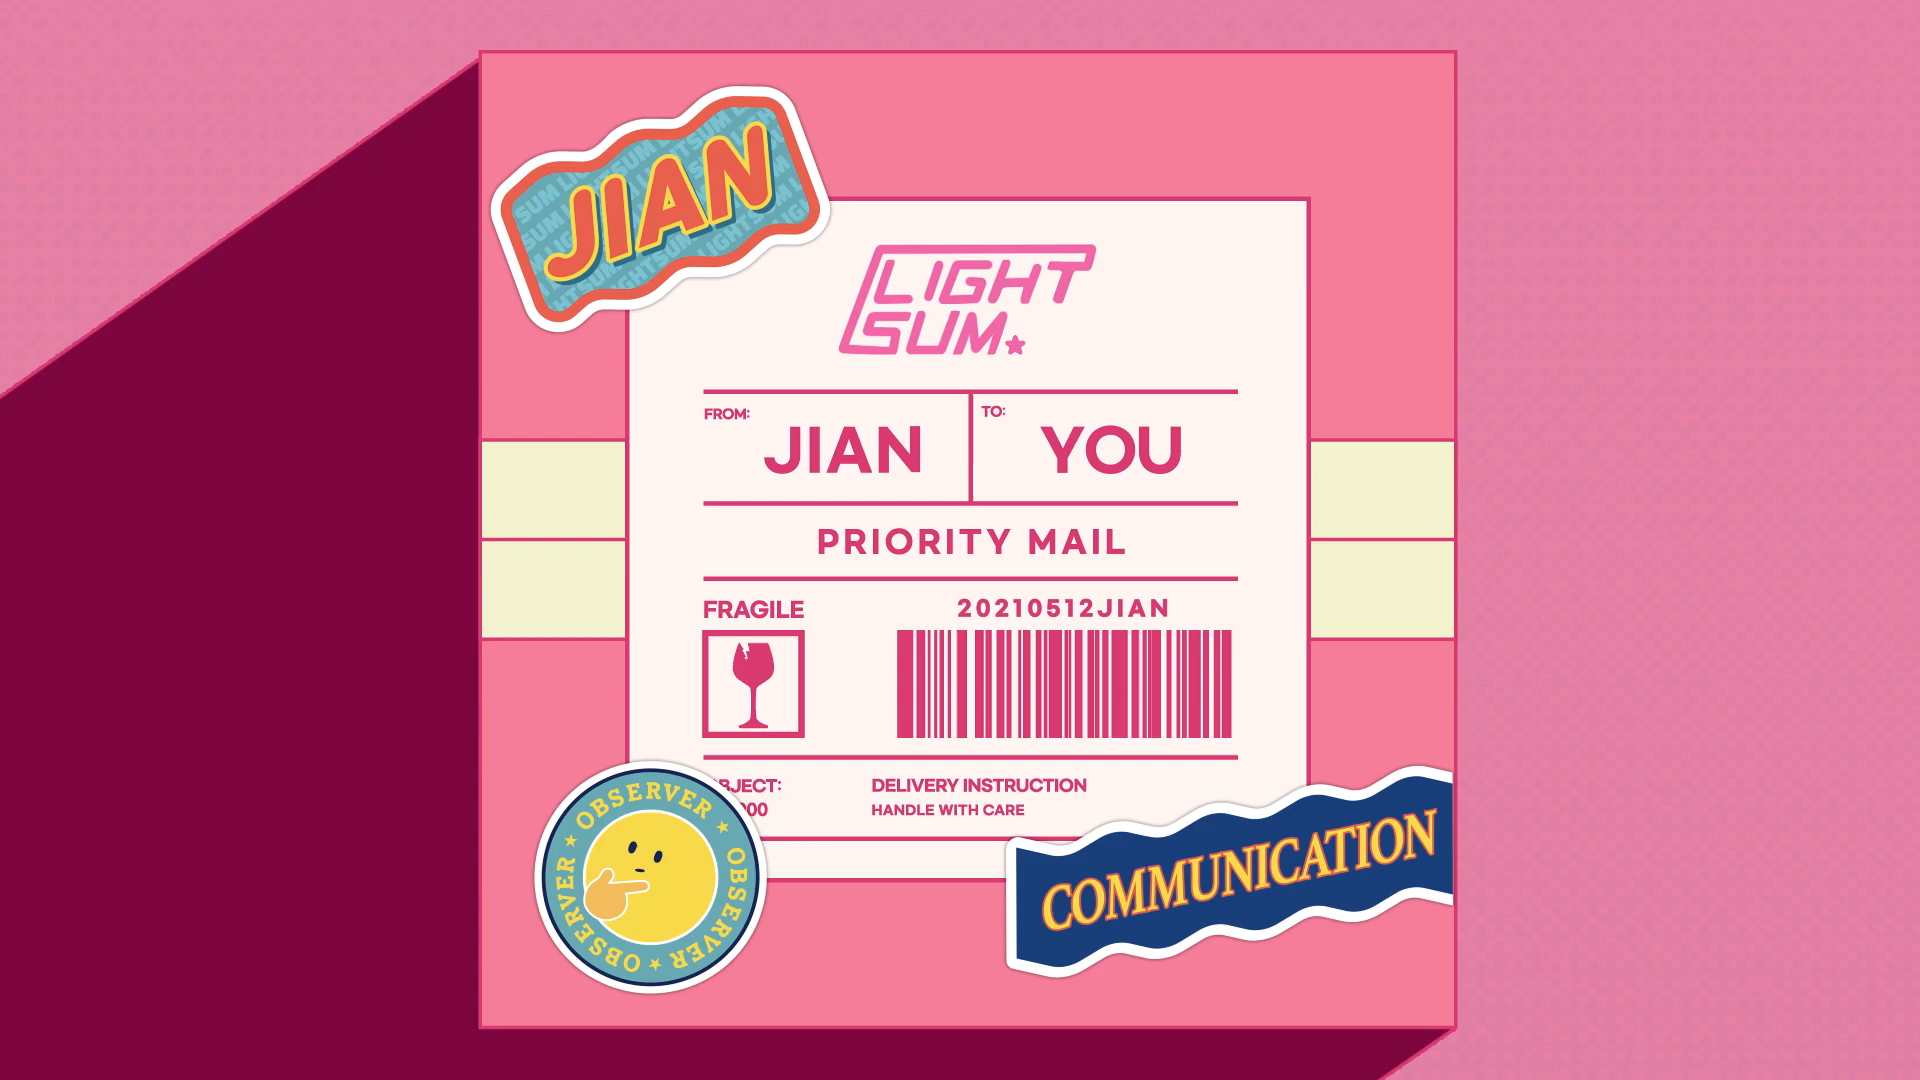 JIAN
LIGHT
SUM
FROM:
JIAN
TO:
YOU
PRIORITY MAIL
FRAGILE
20210512JIAN
DELIVERY INSTRUCTION
HANDLE WITH CARE
OBSERVER ★ OBSERVER ★ OBSERVER ★ OBSERVER ★
COMMUNICATION